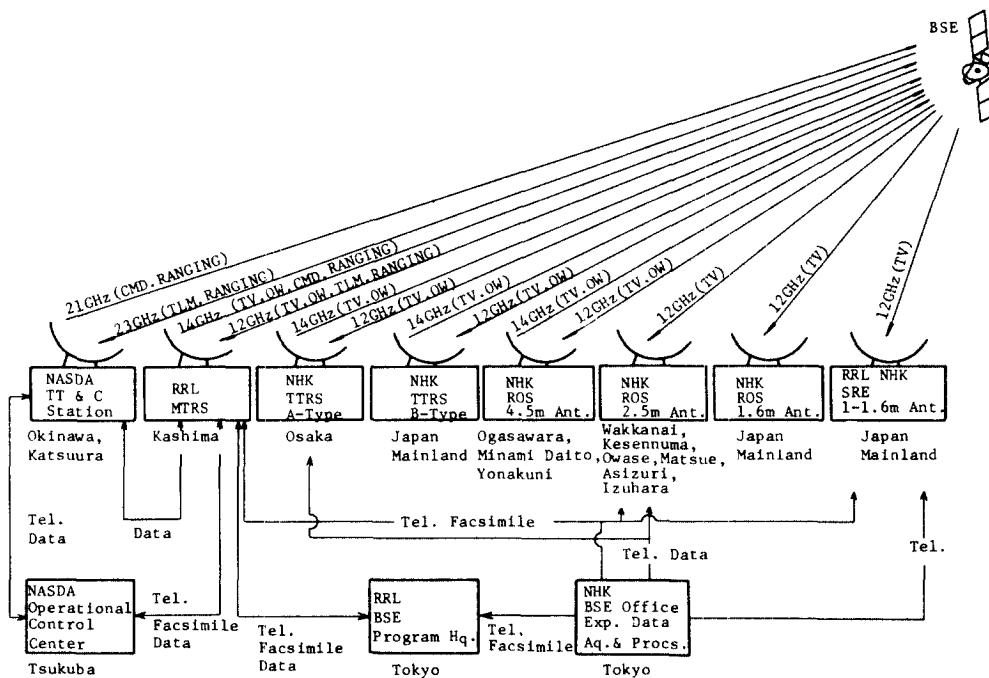 BSE
21GHz(CMD.RANGING)
23GHz(TLM,RANGING)
14GHz (TV.OW,CMD.RANGING)
12GHz(TV.OW,TLM,RANGING)
14GHz(TV.OW)
12GHz(TV.OW)
14GHz(TV.OW)
12GHz(TV.OW)
14GHz(TV.OW)
12GHz(TV.OW)
12GHz(TV)
12GHz(TV)
12GHz(TV)
NASDA
TT & C
Station
Okinawa,
Katsuura
RRL
MTRS
Kashima
NHK
TTRS
A-Type
Osaka
NHK
TTRS
B-Type
Japan
Mainland
NHK
ROS
4.5m Ant.
Ogasawara,
Minami Daito,
Yonakuni
NHK
ROS
2.5m Ant.
Wakkanai,
Kesennuma,
Owase,Matsue,
Asizuri,
Izuhara
NHK
ROS
1.6m Ant.
Japan
Mainland
RRL NHK
SRE
1-1.6m Ant.
Japan
Mainland
Tel.
Data
Data
Tel. Facsimile
Tel. Data
Tel.
NASDA
Operational
Control
Center
Tsukuba
Tel.
Facsimile
Data
Tel.
Facsimile
Data
RRL
BSE
Program Hq.
Tokyo
Tel.
Facsimile
NHK
BSE Office
Exp. Data
Aq.& Procs.
Tokyo